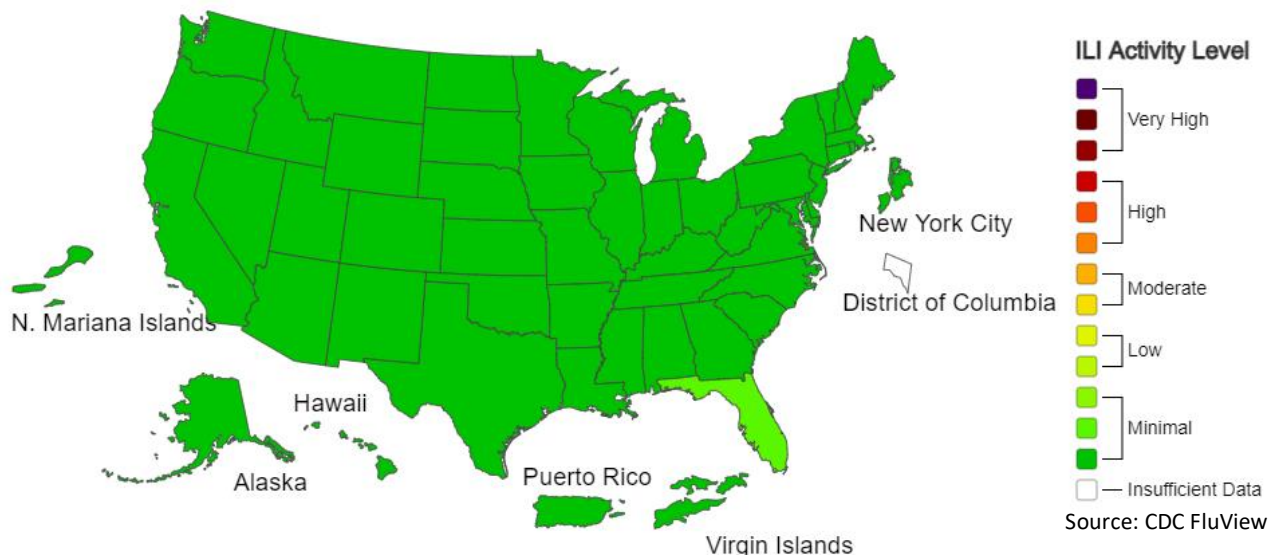 ILI Activity Level
Very High
High
Moderate
Low
Minimal
Insufficient Data
Source: CDC FluView
New York City
District of Columbia
N. Mariana Islands
Hawaii
Alaska
Puerto Rico
Virgin Islands